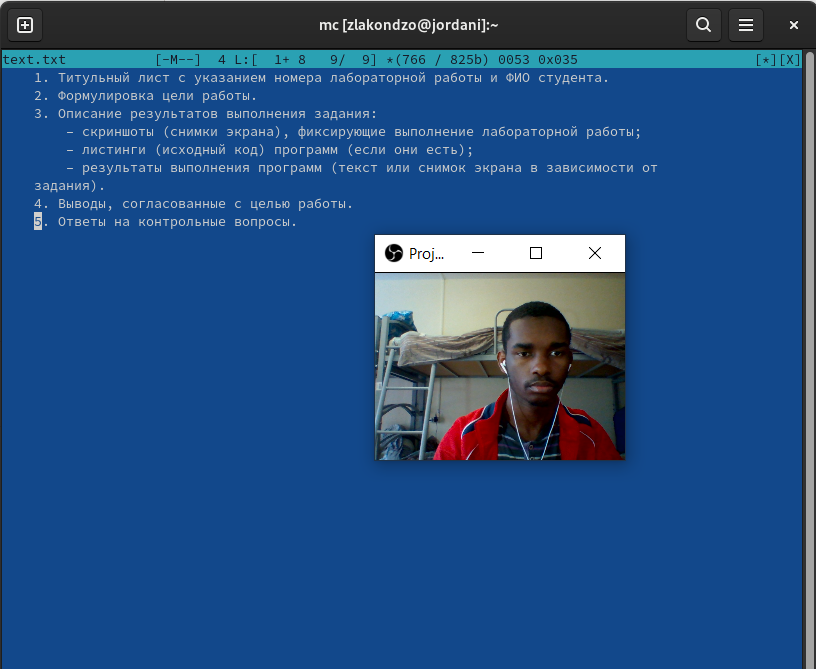 mc [zlakondzo@jordani]:~
text.txt [-M--] 4 L:[ 1+ 8 9/ 9] *(766 / 825b) 0053 0x035 [*][X]
1. Титульный лист с указанием номера лабораторной работы и ФИО студента.
2. Формулировка цели работы.
3. Описание результатов выполнения задания:
– скриншоты (снимки экрана), фиксирующие выполнение лабораторной работы;
– листинги (исходный код) программ (если они есть);
– результаты выполнения программ (текст или снимок экрана в зависимости от
задания).
4. Выводы, согласованные с целью работы.
5. Ответы на контрольные вопросы.
Proj...